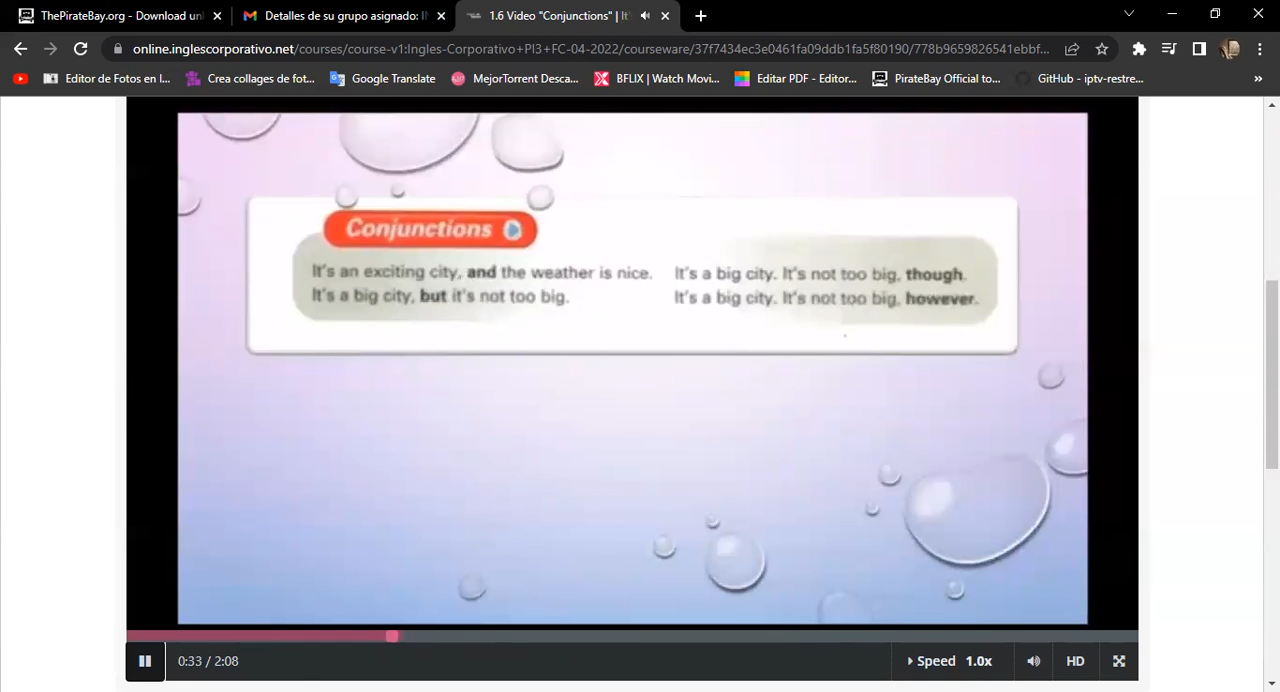 ThePirateBay.org - Download unl
Detalles de su grupo asignado: IN
1.6 Video "Conjunctions" | It'
online.inglescorporativo.net/courses/course-v1:Ingles-Corporativo+PI3+FC-04-2022/courseware/37f7434ec3e0461fa09ddb1fa5f80190/778b9659826541ebbf...
Editor de Fotos en l...
Crea collages de fot...
Google Translate
MejorTorrent Desca...
BFLIX | Watch Movi...
Editar PDF - Editor...
PirateBay Official to...
GitHub - iptv-restre...
»
Conjunctions
It's an exciting city, and the weather is nice.
It's a big city, but it's not too big.
It's a big city. It's not too big, though.
It's a big city. It's not too big, however.
0:33 / 2:08
Speed 1.0x
HD